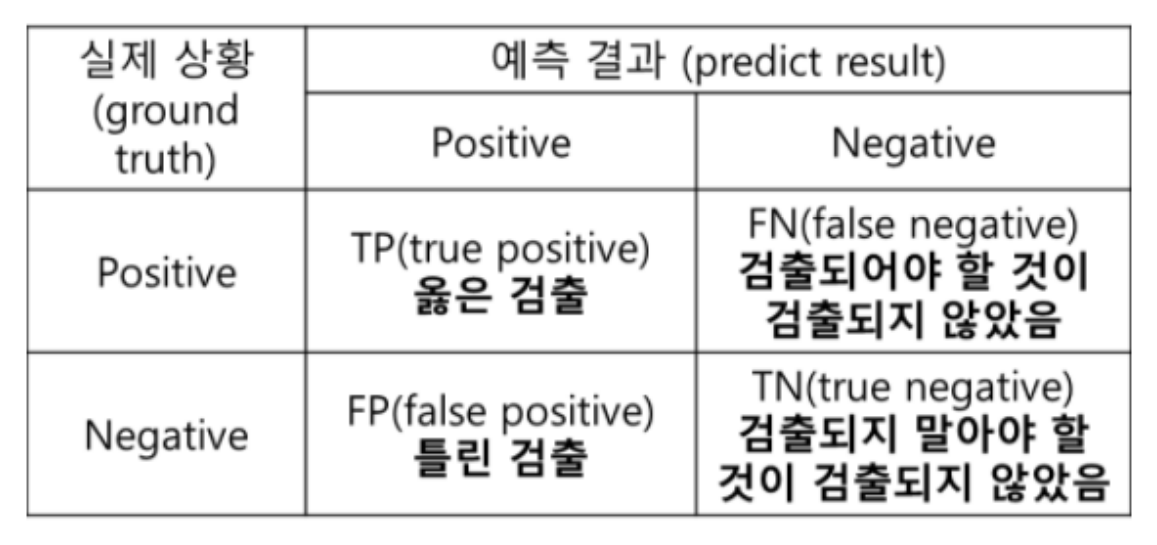 실제 상황
(ground
truth)
예측 결과 (predict result)
Positive
Negative
Positive
TP(true positive)
옳은 검출
FN(false negative)
검출되어야 할 것이
검출되지 않았음
Negative
FP(false positive)
틀린 검출
TN(true negative)
검출되지 말아야 할
것이 검출되지 않았음